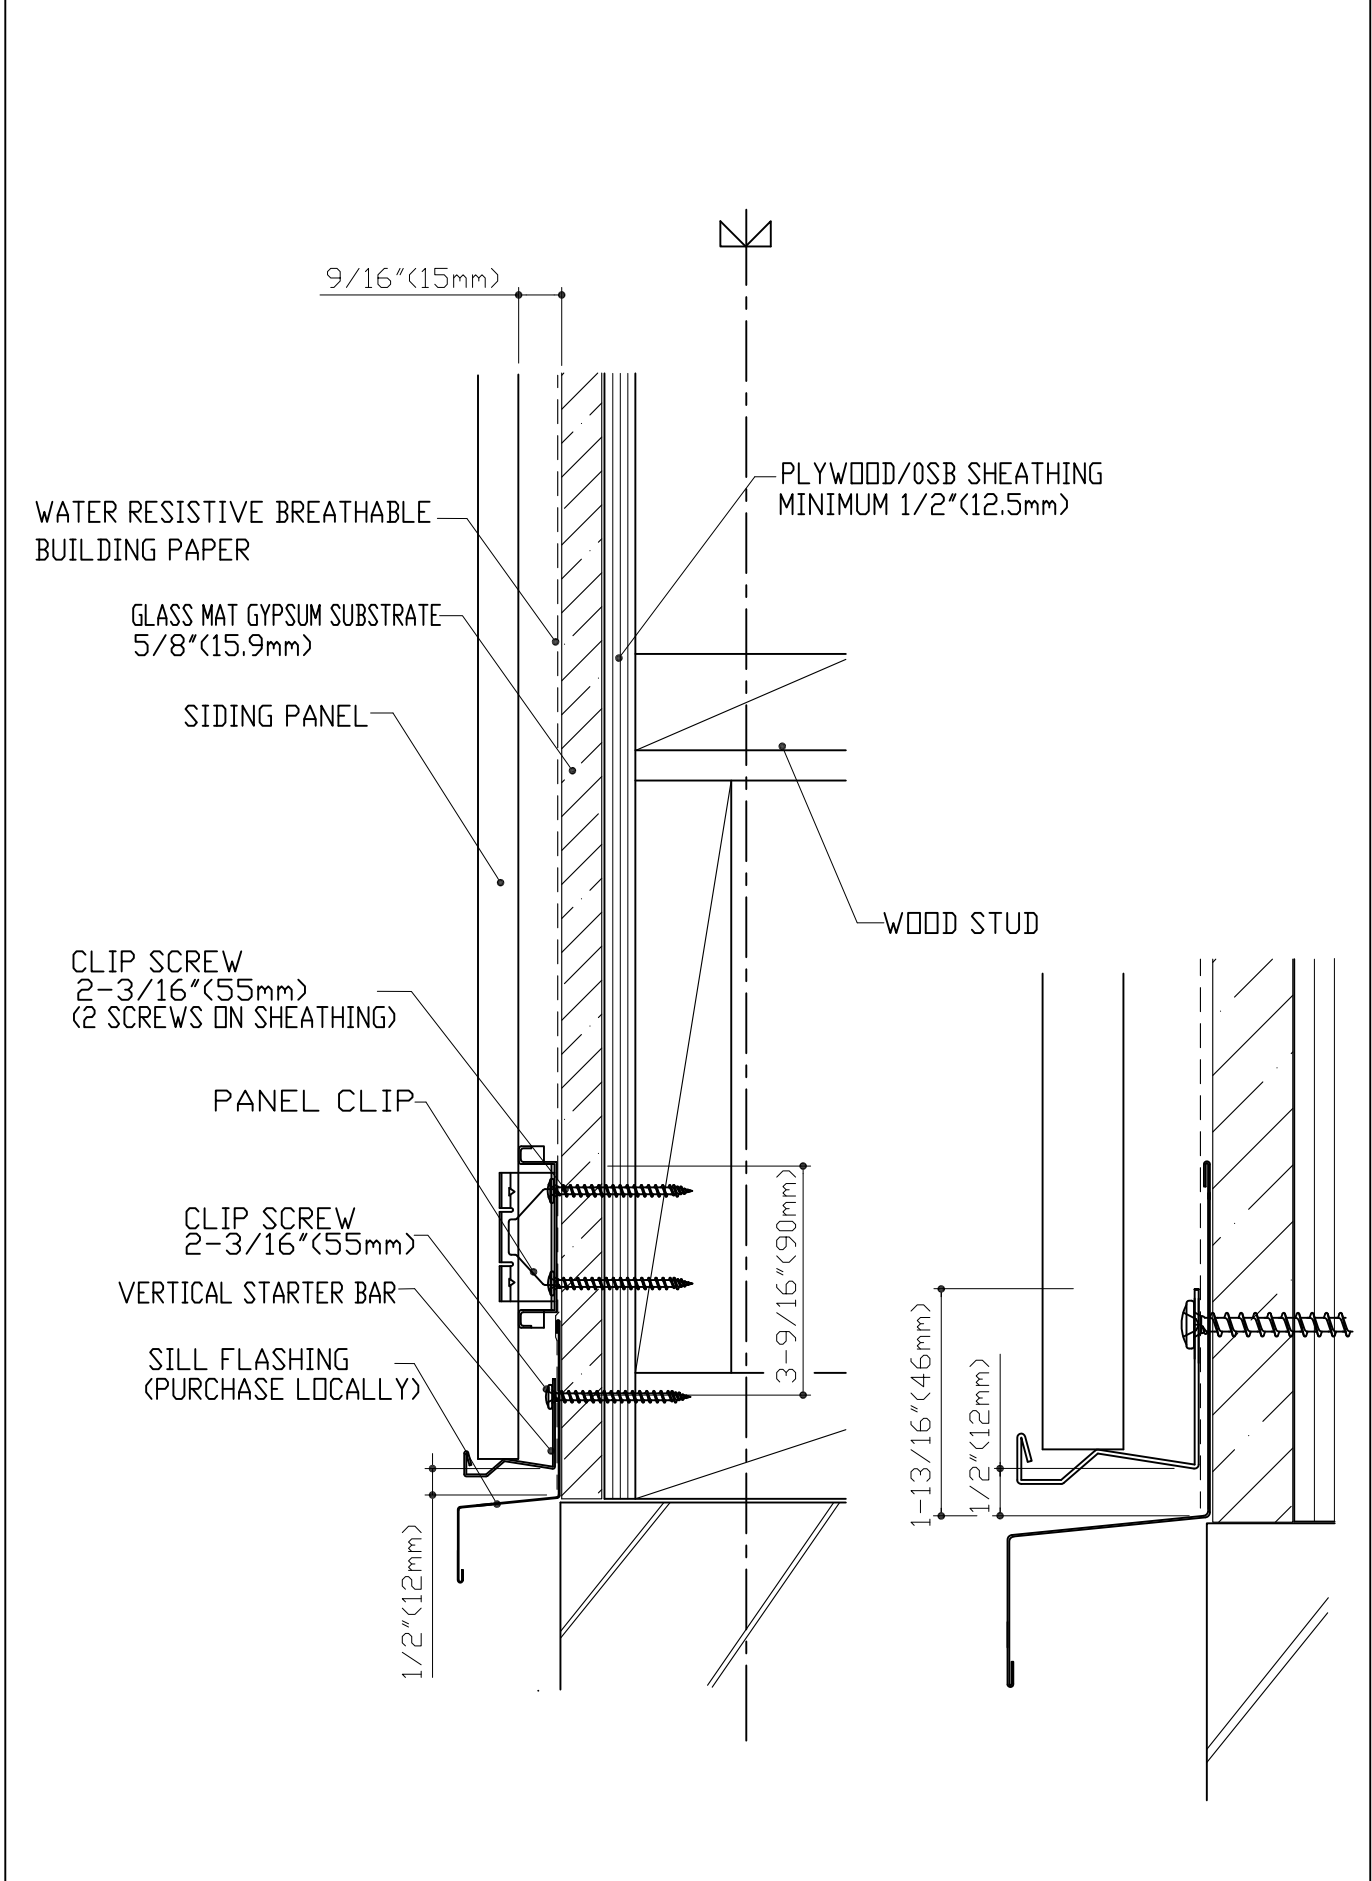 9/16"(15mm)
PLYWOOD/OSB SHEATHING
MINIMUM 1/2"(12.5mm)
WATER RESISTIVE BREATHABLE
BUILDING PAPER
GLASS MAT GYPSUM SUBSTRATE
5/8"(15.9mm)
SIDING PANEL
WOOD STUD
CLIP SCREW
2-3/16"(55mm)
(2 SCREWS ON SHEATHING)
PANEL CLIP
CLIP SCREW
2-3/16"(55mm)
VERTICAL STARTER BAR
SILL FLASHING
(PURCHASE LOCALLY)
3-9/16"(90mm)
1/2"(12mm)
1-13/16"(46mm)
1/2"(12mm)